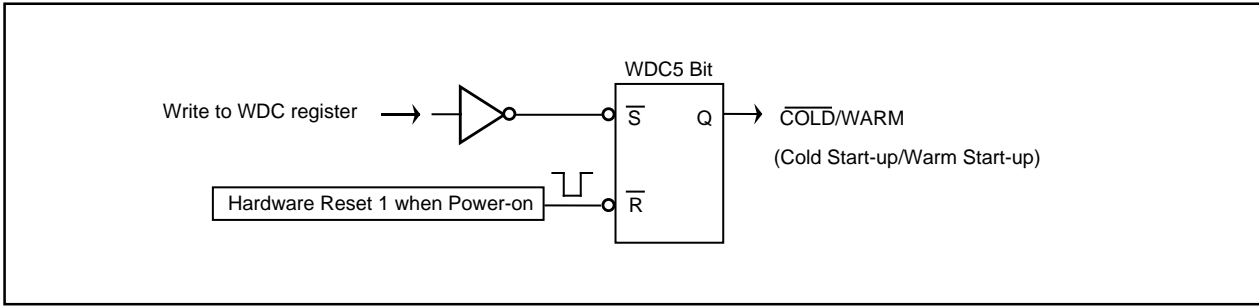 WDC5 Bit
Write to WDC register
S̅ Q
C̅O̅L̅D̅/WARM
(Cold Start-up/Warm Start-up)
Hardware Reset 1 when Power-on
R̅